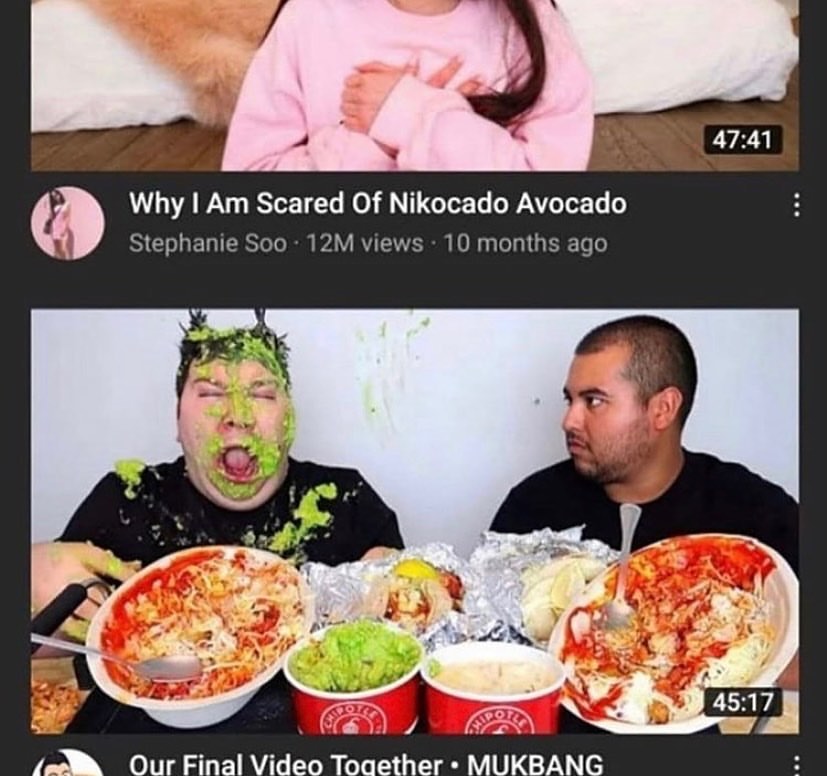 47:41
Why I Am Scared Of Nikocado Avocado
Stephanie Soo · 12M views · 10 months ago
CHIPOTLE
CHIPOTLE
45:17
Our Final Video Together • MUKBANG